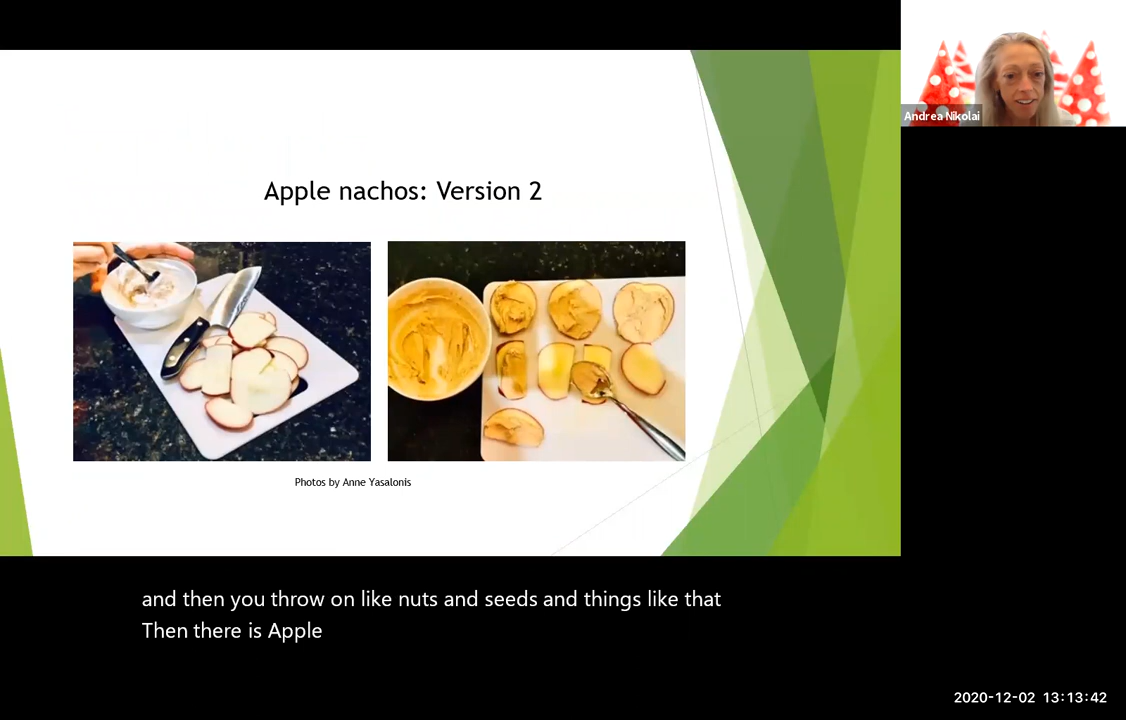 Andrea Nikolai
Apple nachos: Version 2
Photos by Anne Yasalonis
and then you throw on like nuts and seeds and things like that
Then there is Apple
2020-12-02 13:13:42